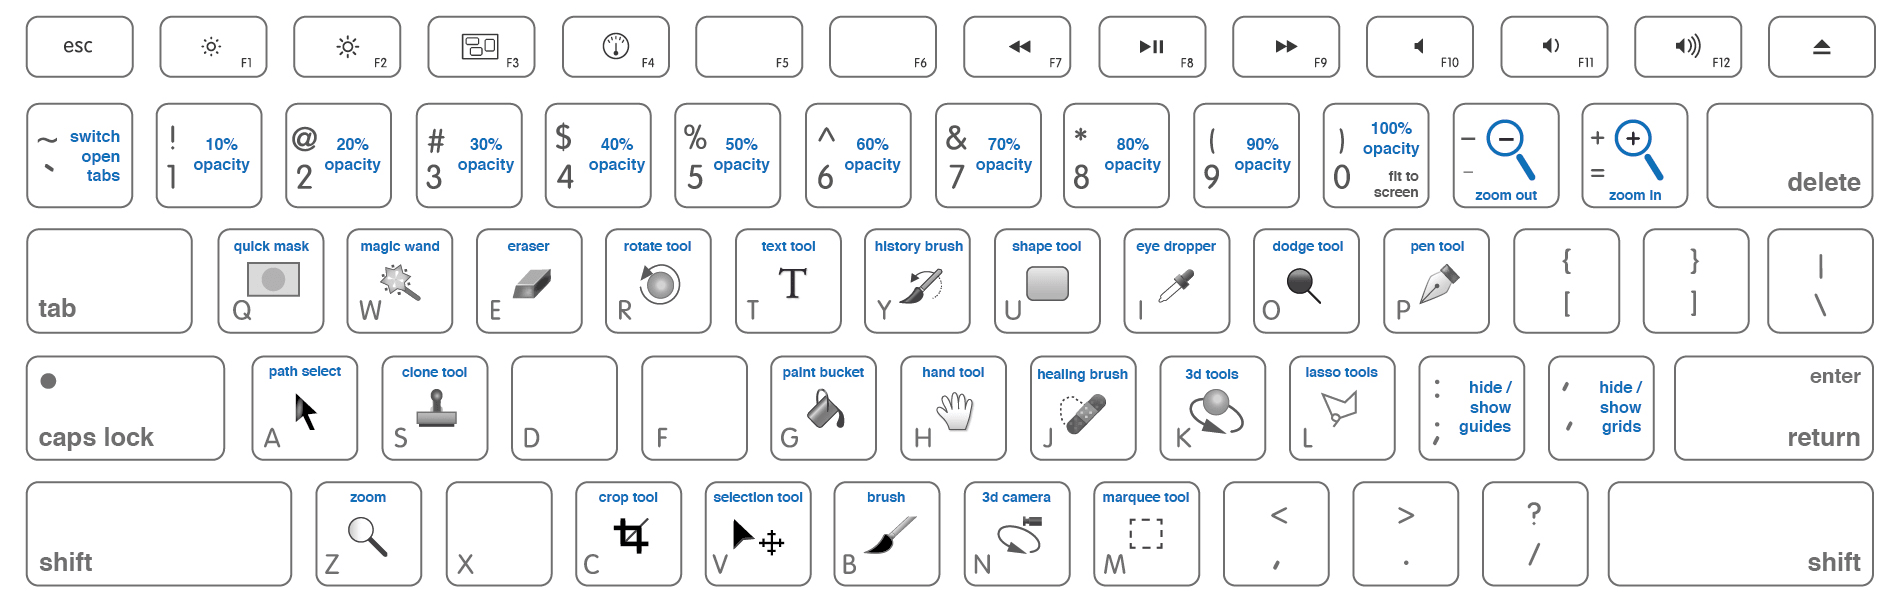 esc
F1
F2
F3
F4
F5
F6
F7
F8
F9
F10
F11
F12
~ switch
open
` tabs
! 10%
1 opacity
@ 20%
2 opacity
# 30%
3 opacity
$ 40%
4 opacity
% 50%
5 opacity
^ 60%
6 opacity
& 70%
7 opacity
* 80%
8 opacity
( 90%
9 opacity
) 100%
opacity
0 fit to
screen
–
-
zoom out
+
=
zoom in
delete
tab
quick mask
Q
magic wand
W
eraser
E
rotate tool
R
text tool
T
T
history brush
Y
shape tool
U
eye dropper
I
dodge tool
O
pen tool
P
{
[
}
]
|
\
caps lock
path select
A
clone tool
S
D
F
paint bucket
G
hand tool
H
healing brush
J
3d tools
K
lasso tools
L
: hide /
show
; guides
' hide /
show
, grids
enter
return
shift
zoom
Z
X
crop tool
C
selection tool
V
brush
B
3d camera
N
marquee tool
M
<
,
>
.
?
/
shift